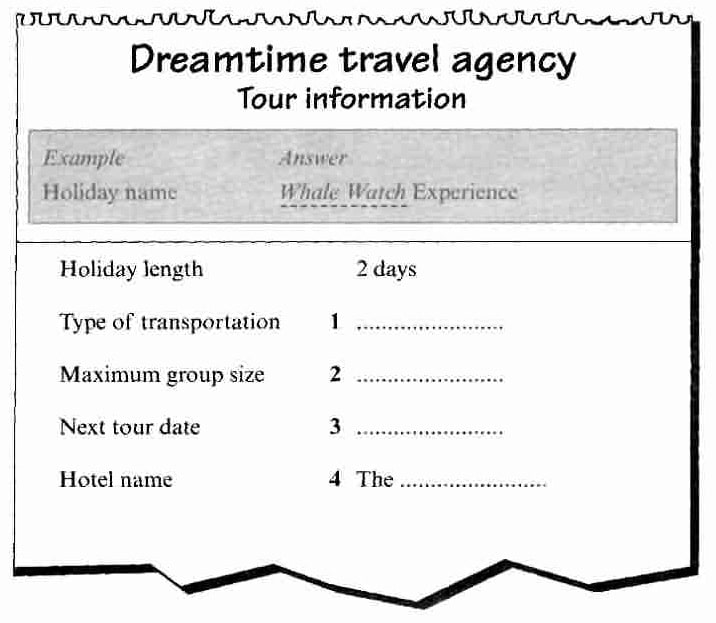 Dreamtime travel agency
Tour information
Example Answer
Holiday name Whale Watch Experience
Holiday length 2 days
Type of transportation 1 ........................
Maximum group size 2 ........................
Next tour date 3 ........................
Hotel name 4 The ........................